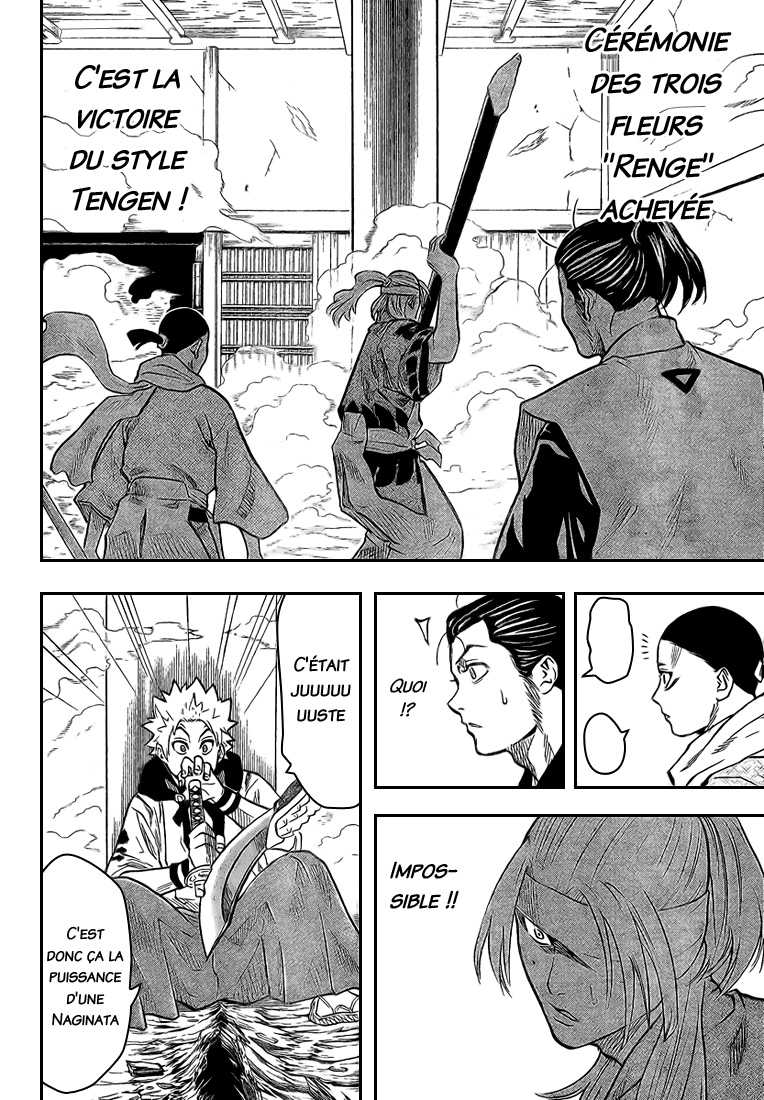 CÉRÉMONIE
DES TROIS
FLEURS
"RENGE"
ACHEVÉE
C'EST LA
VICTOIRE
DU STYLE
TENGEN !
QUOI
!?
IMPOS-
SIBLE !!
C'ÉTAIT
JUUUUU
UUSTE
C'EST
DONC ÇA LA
PUISSANCE
D'UNE
NAGINATA